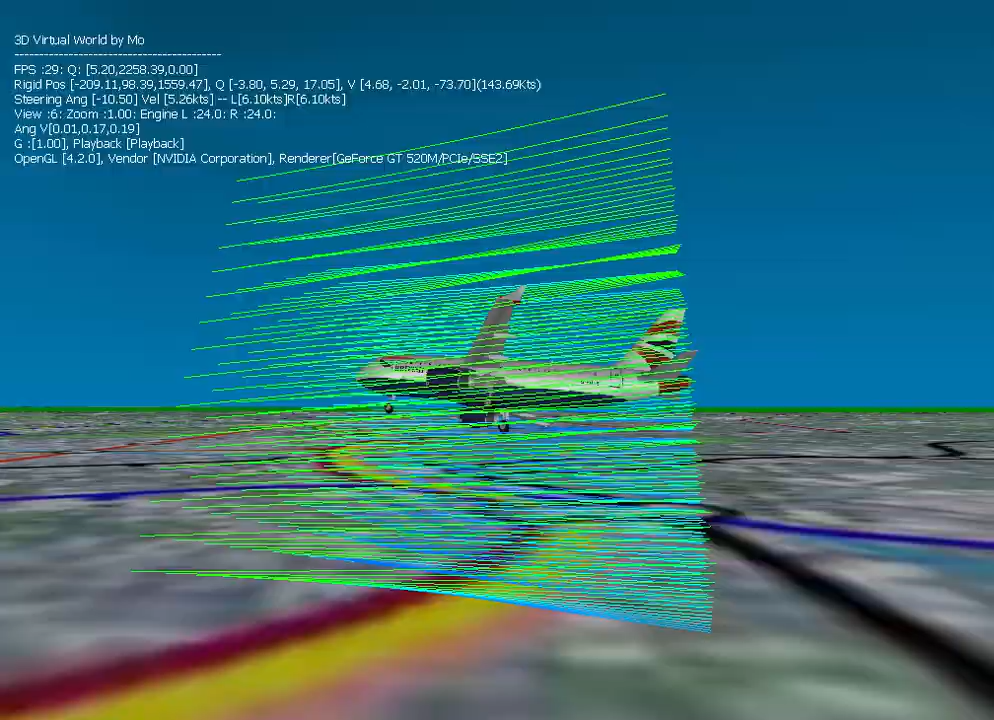 3D Virtual World by Mo
------------------------------------------
FPS :29: Q: [5.20,2258.39,0.00]
Rigid Pos [-209.11,98.39,1559.47], Q [-3.80, 5.29, 17.05], V [4.68, -2.01, -73.70](143.69Kts)
Steering Ang [-10.50] Vel [5.26kts] -- L[6.10kts]R[6.10kts]
View :6: Zoom :1.00: Engine L :24.0: R :24.0:
Ang V[0.01,0.17,0.19]
G :[1.00], Playback [Playback]
OpenGL [4.2.0], Vendor [NVIDIA Corporation], Renderer[GeForce GT 520M/PCIe/SSE2]